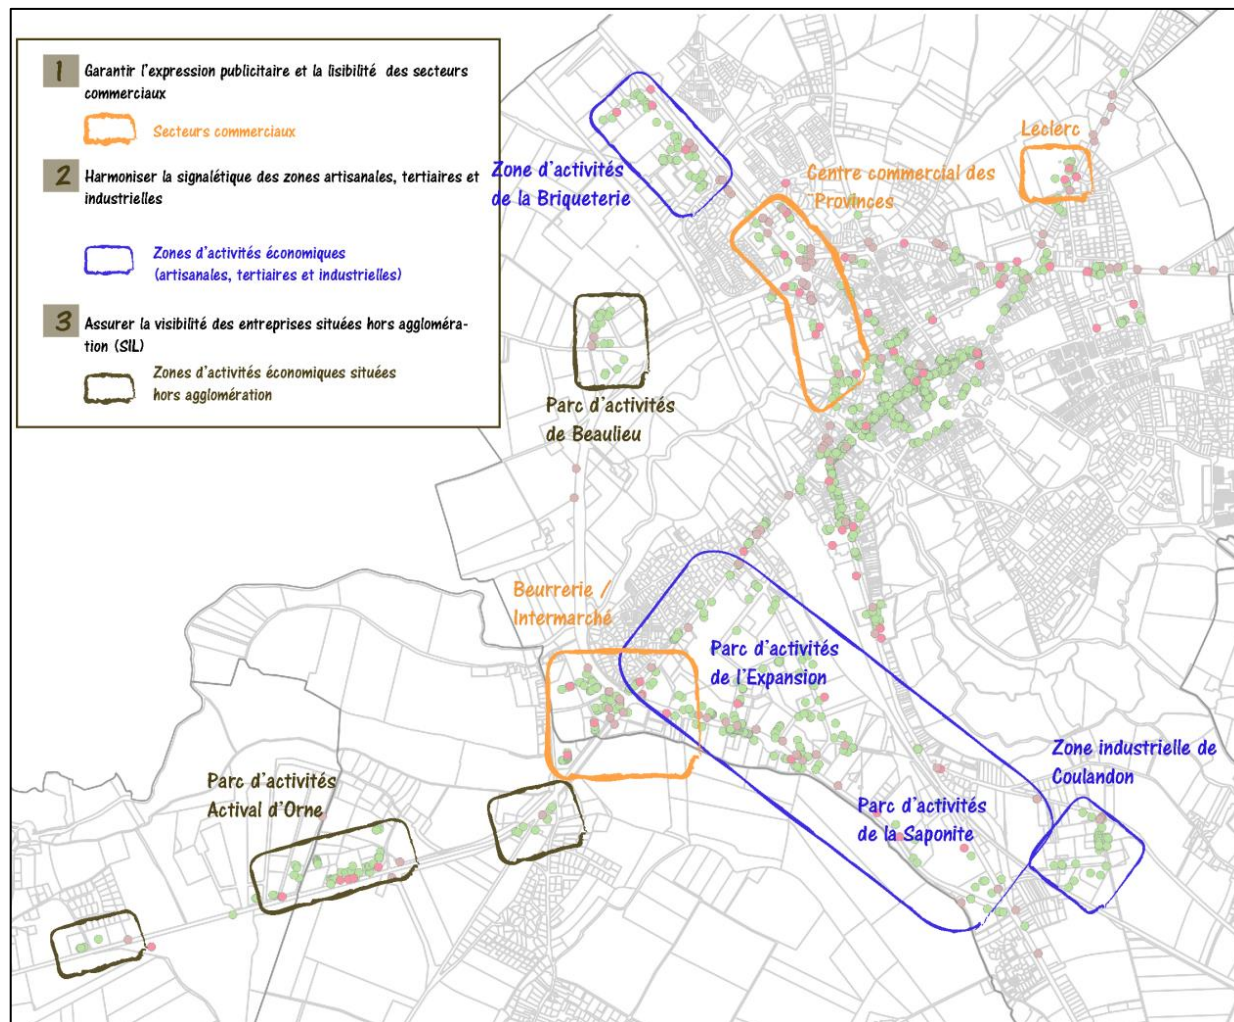 1
Garantir l'expression publicitaire et la lisibilité des secteurs
commerciaux
Secteurs commerciaux
2
Harmoniser la signalétique des zones artisanales, tertiaires et
industrielles
Zones d'activités économiques
(artisanales, tertiaires et industrielles)
3
Assurer la visibilité des entreprises situées hors aggloméra-
tion (SIL)
Zones d'activités économiques situées
hors agglomération
Zone d'activités
de la Briqueterie
Leclerc
Centre commercial des
Provinces
Parc d'activités
de Beaulieu
Beurrerie /
Intermarché
Parc d'activités
de l'Expansion
Zone industrielle de
Coulandon
Parc d'activités
Actival d'Orne
Parc d'activités
de la Saponite